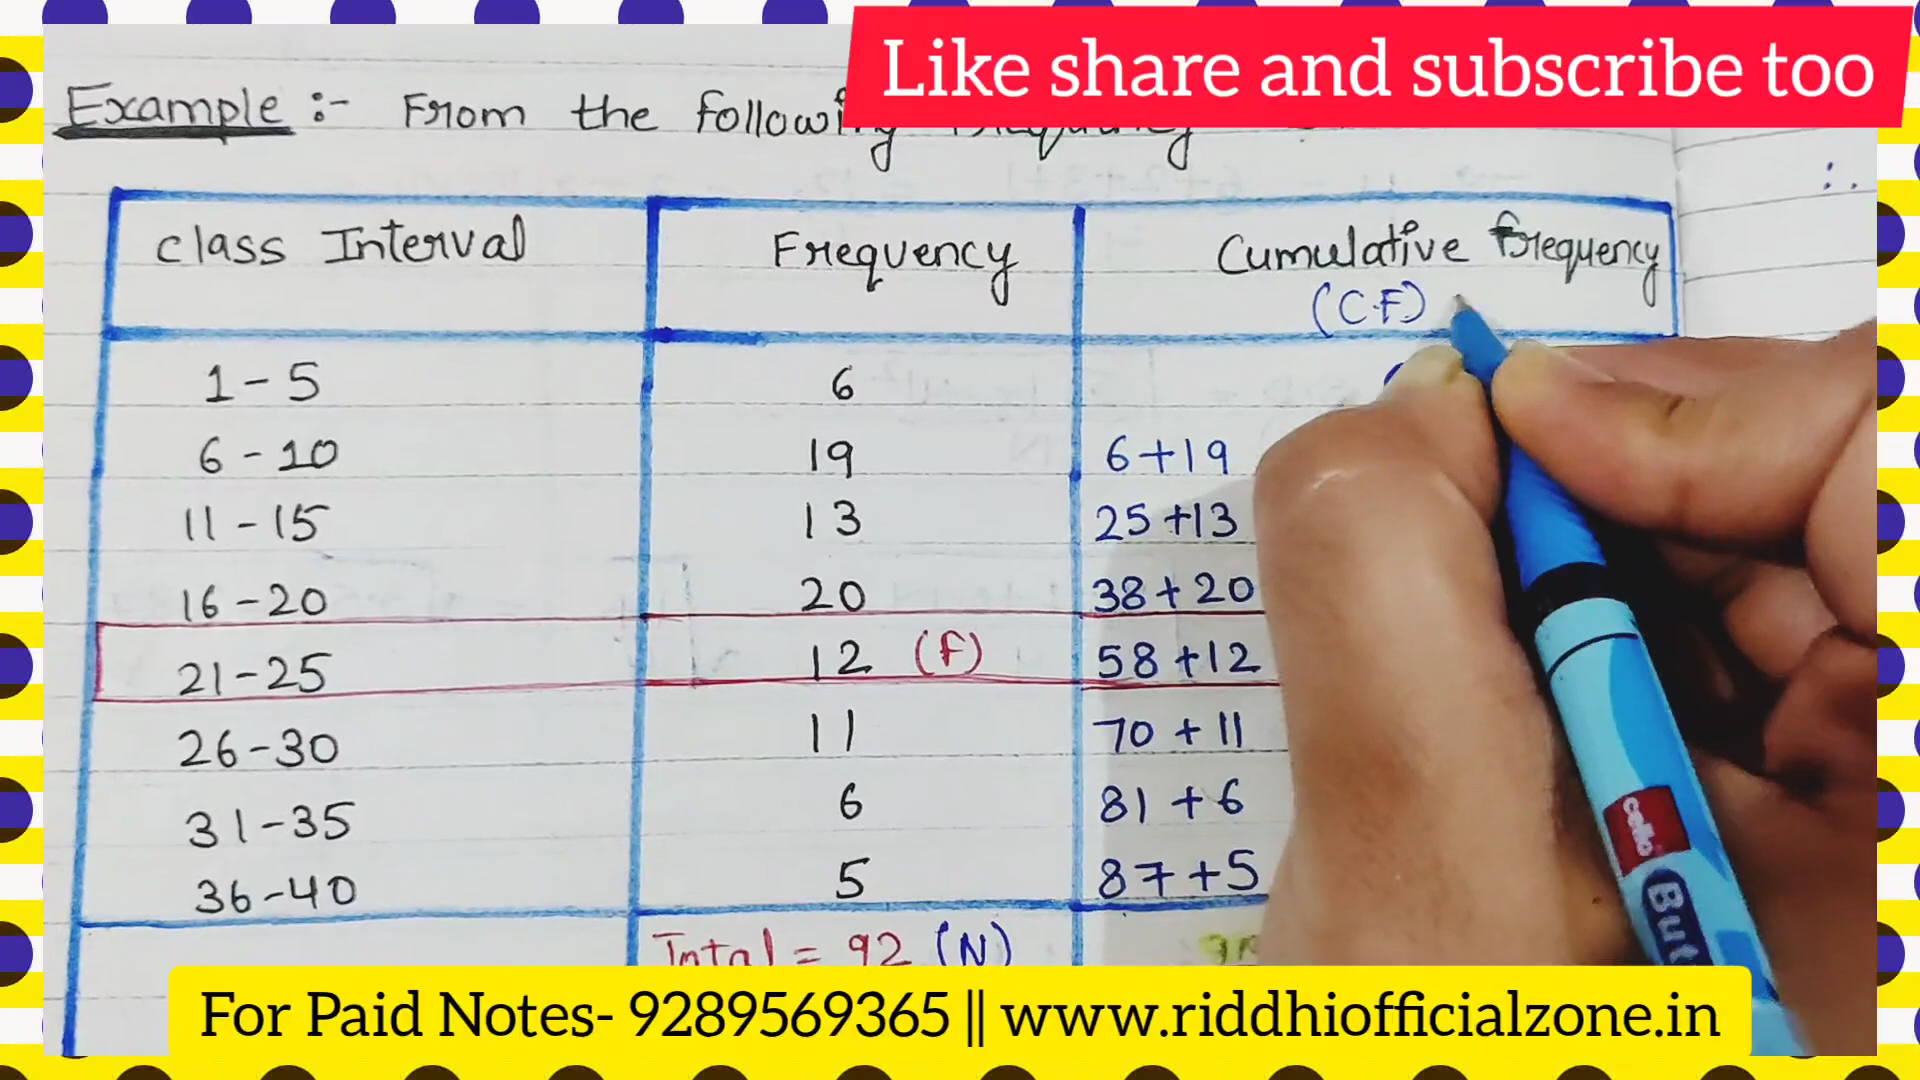 Like share and subscribe too
Example :- From the following
Class Interval Frequency Cumulative frequency
(C.F)
1-5 6
6-10 19 6+19
11-15 13 25+13
16-20 20 38+20
21-25 12 (F) 58+12
26-30 11 70+11
31-35 6 81+6
36-40 5 87+5
Total = 92 (N)
cello
For Paid Notes- 9289569365 || www.riddhiofficialzone.in